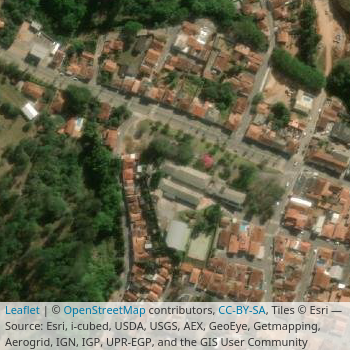 Leaflet | © OpenStreetMap contributors, CC-BY-SA, Tiles © Esri —
Source: Esri, i-cubed, USDA, USGS, AEX, GeoEye, Getmapping,
Aerogrid, IGN, IGP, UPR-EGP, and the GIS User Community